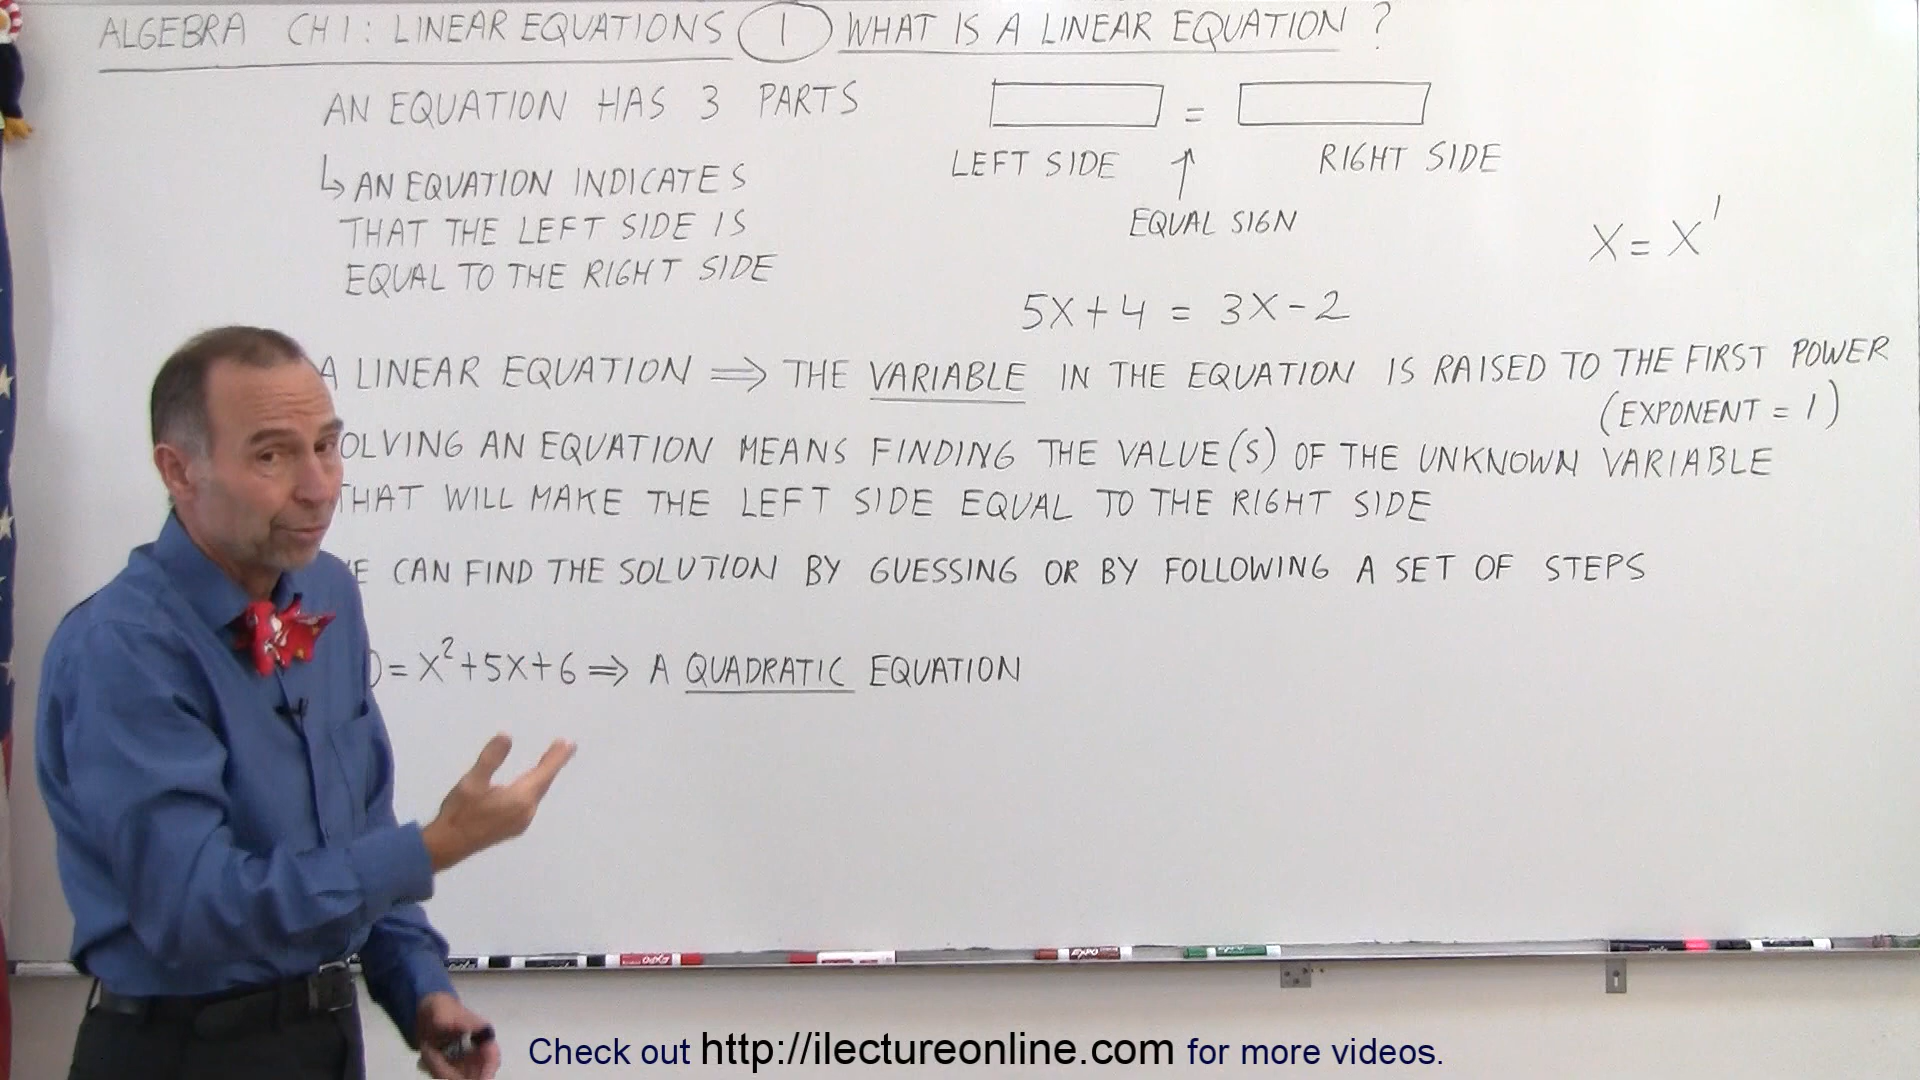 ALGEBRA CH 1: LINEAR EQUATIONS 1 WHAT IS A LINEAR EQUATION?
AN EQUATION HAS 3 PARTS
=
↳ AN EQUATION INDICATES
THAT THE LEFT SIDE IS
EQUAL TO THE RIGHT SIDE
LEFT SIDE RIGHT SIDE
↑
EQUAL SIGN
X = X¹
5X + 4 = 3X - 2
A LINEAR EQUATION ⇒ THE VARIABLE IN THE EQUATION IS RAISED TO THE FIRST POWER
(EXPONENT = 1)
OLVING AN EQUATION MEANS FINDING THE VALUE(S) OF THE UNKNOWN VARIABLE
THAT WILL MAKE THE LEFT SIDE EQUAL TO THE RIGHT SIDE
E CAN FIND THE SOLUTION BY GUESSING OR BY FOLLOWING A SET OF STEPS
0 = X² + 5X + 6 ⇒ A QUADRATIC EQUATION
EXPO
EXPO
Check out http://ilectureonline.com for more videos.